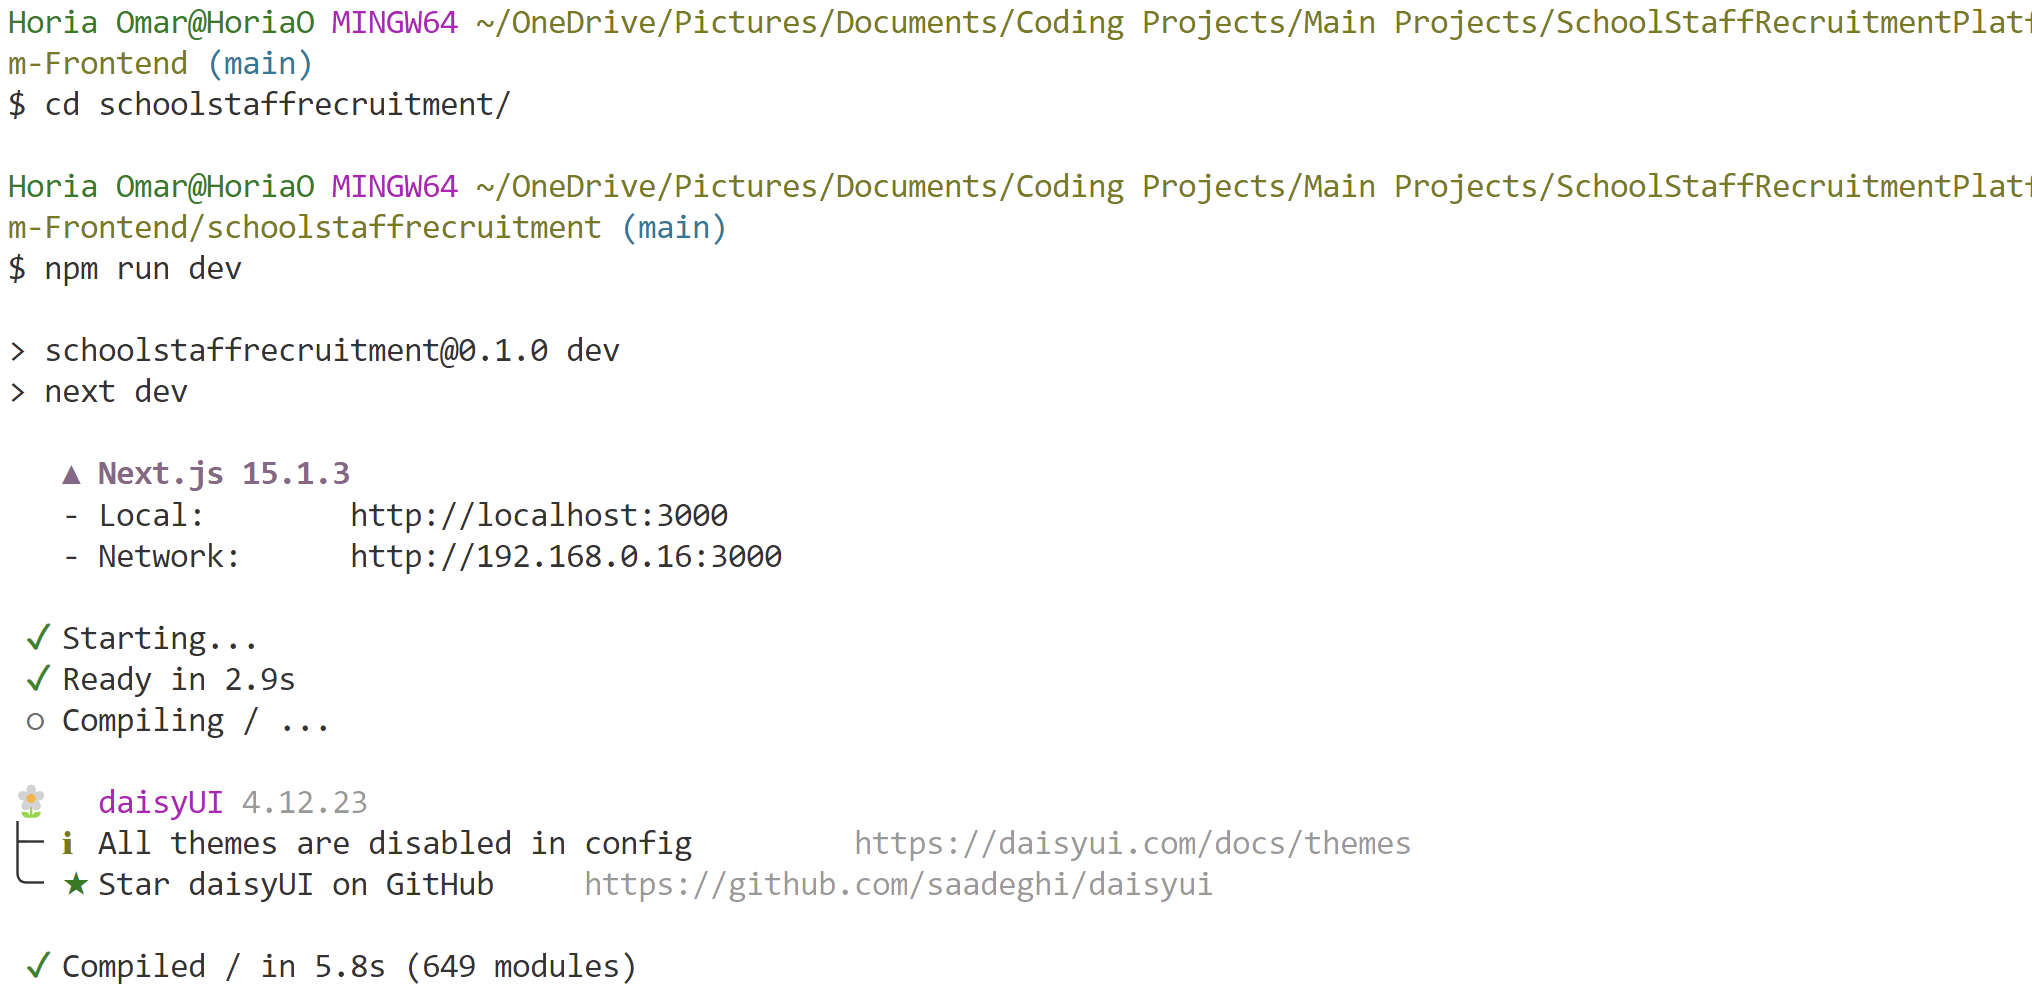 Horia Omar@HoriaO MINGW64 ~/OneDrive/Pictures/Documents/Coding Projects/Main Projects/SchoolStaffRecruitmentPlatf
m-Frontend (main)
$ cd schoolstaffrecruitment/
Horia Omar@HoriaO MINGW64 ~/OneDrive/Pictures/Documents/Coding Projects/Main Projects/SchoolStaffRecruitmentPlatf
m-Frontend/schoolstaffrecruitment (main)
$ npm run dev
> schoolstaffrecruitment@0.1.0 dev
> next dev
▲ Next.js 15.1.3
- Local: http://localhost:3000
- Network: http://192.168.0.16:3000
✓ Starting...
✓ Ready in 2.9s
○ Compiling / ...
🌼 daisyUI 4.12.23
├─ ℹ︎ All themes are disabled in config https://daisyui.com/docs/themes
╰─ ★ Star daisyUI on GitHub https://github.com/saadeghi/daisyui
✓ Compiled / in 5.8s (649 modules)